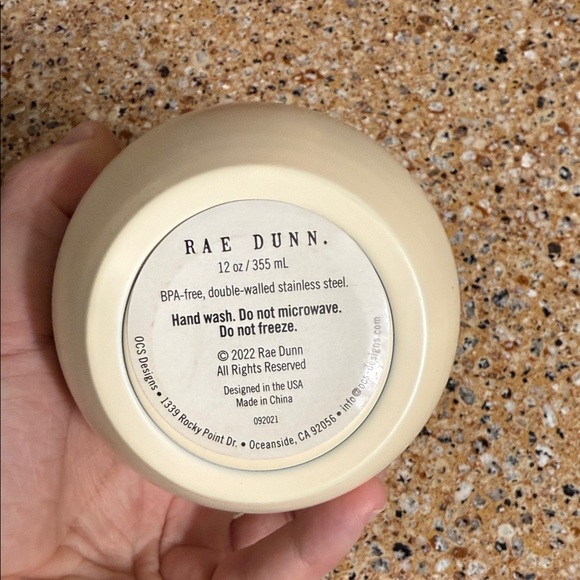 RAE DUNN.
12 oz / 355 mL
BPA-free, double-walled stainless steel.
Hand wash. Do not microwave.
Do not freeze.
© 2022 Rae Dunn
All Rights Reserved
Designed in the USA
Made in China
092021
OCS Designs • 1339 Rocky Point Dr. • Oceanside, CA 92056 • info@ocs-designs.com